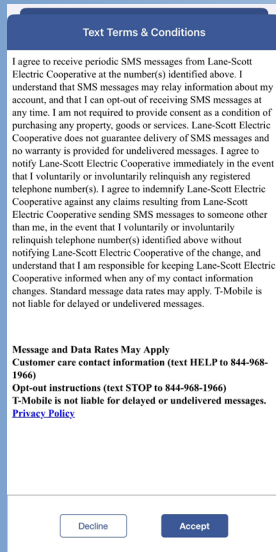 Text Terms & Conditions
I agree to receive periodic SMS messages from Lane-Scott
Electric Cooperative at the number(s) identified above. I
understand that SMS messages may relay information about my
account, and that I can opt-out of receiving SMS messages at
any time. I am not required to provide consent as a condition of
purchasing any property, goods or services. Lane-Scott Electric
Cooperative does not guarantee delivery of SMS messages and
no warranty is provided for undelivered messages. I agree to
notify Lane-Scott Electric Cooperative immediately in the event
that I voluntarily or involuntarily relinquish any registered
telephone number(s). I agree to indemnify Lane-Scott Electric
Cooperative against any claims resulting from Lane-Scott
Electric Cooperative sending SMS messages to someone other
than me, in the event that I voluntarily or involuntarily
relinquish telephone number(s) identified above without
notifying Lane-Scott Electric Cooperative of the change, and
understand that I am responsible for keeping Lane-Scott Electric
Cooperative informed when any of my contact information
changes. Standard message data rates may apply. T-Mobile is
not liable for delayed or undelivered messages.
Message and Data Rates May Apply
Customer care contact information (text HELP to 844-968-
1966)
Opt-out instructions (text STOP to 844-968-1966)
T-Mobile is not liable for delayed or undelivered messages.
Privacy Policy
Decline
Accept